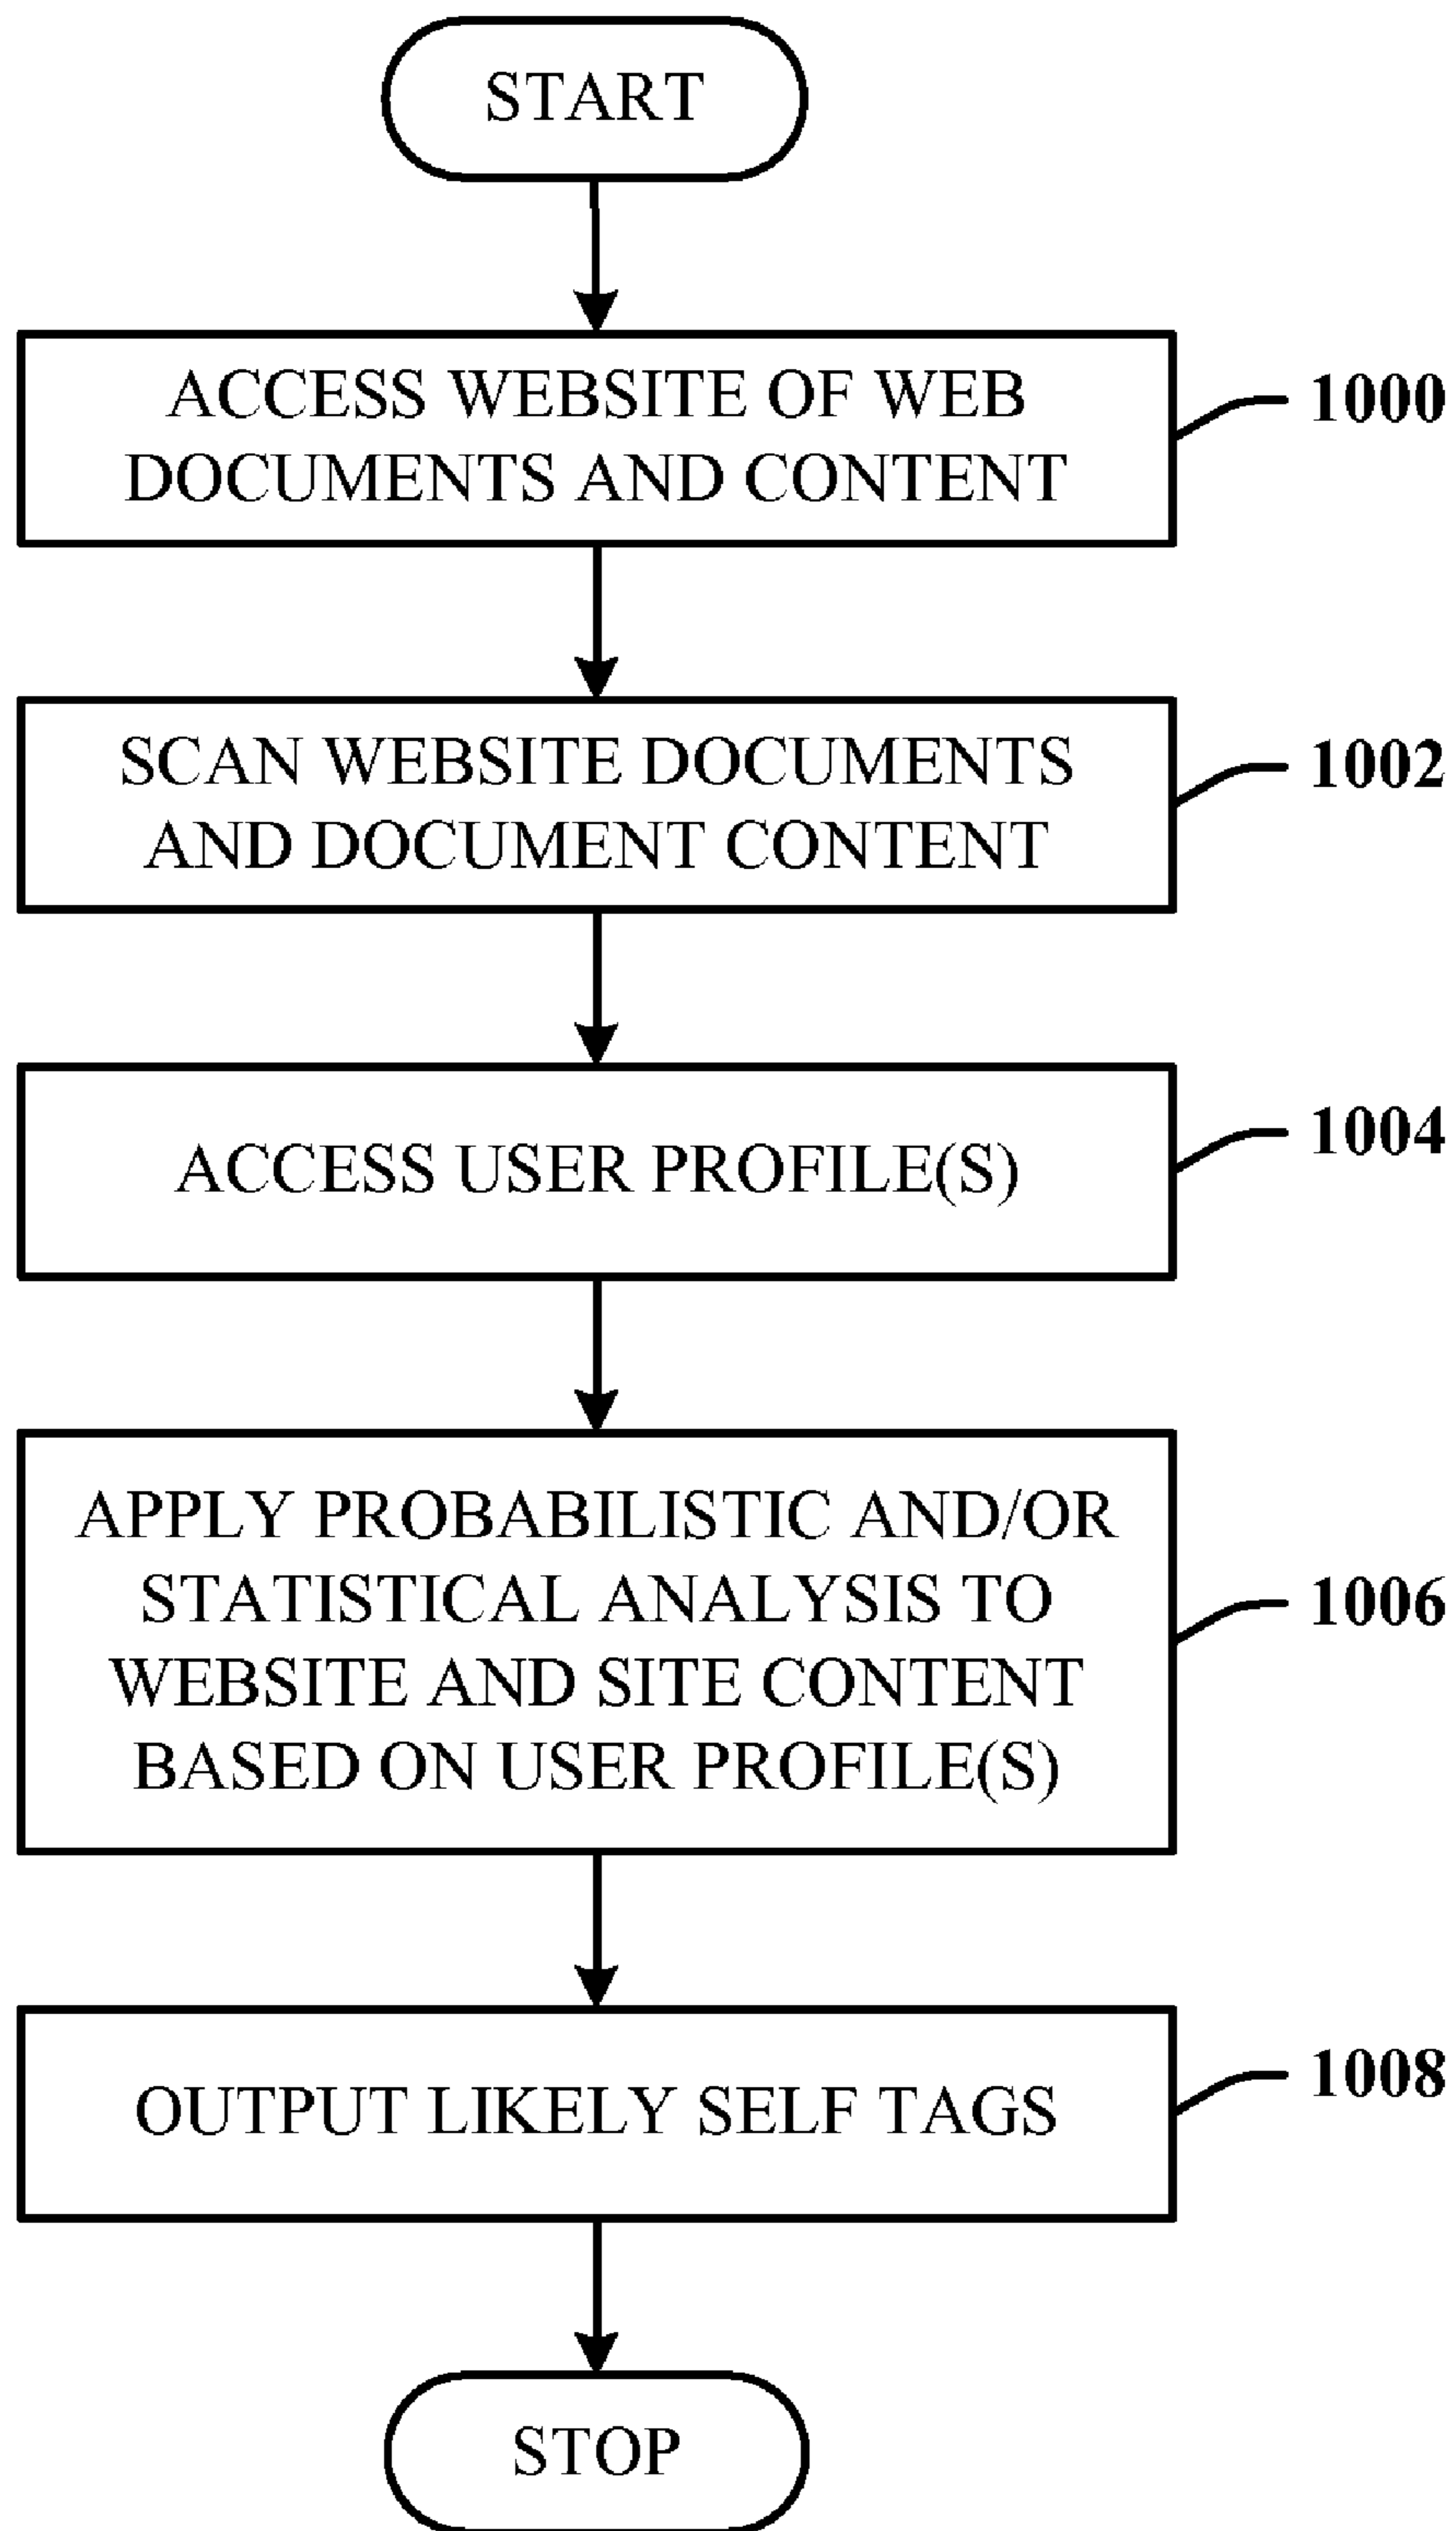 START
ACCESS WEBSITE OF WEB
DOCUMENTS AND CONTENT
1000
SCAN WEBSITE DOCUMENTS
AND DOCUMENT CONTENT
1002
ACCESS USER PROFILE(S)
1004
APPLY PROBABILISTIC AND/OR
STATISTICAL ANALYSIS TO
WEBSITE AND SITE CONTENT
BASED ON USER PROFILE(S)
1006
OUTPUT LIKELY SELF TAGS
1008
STOP